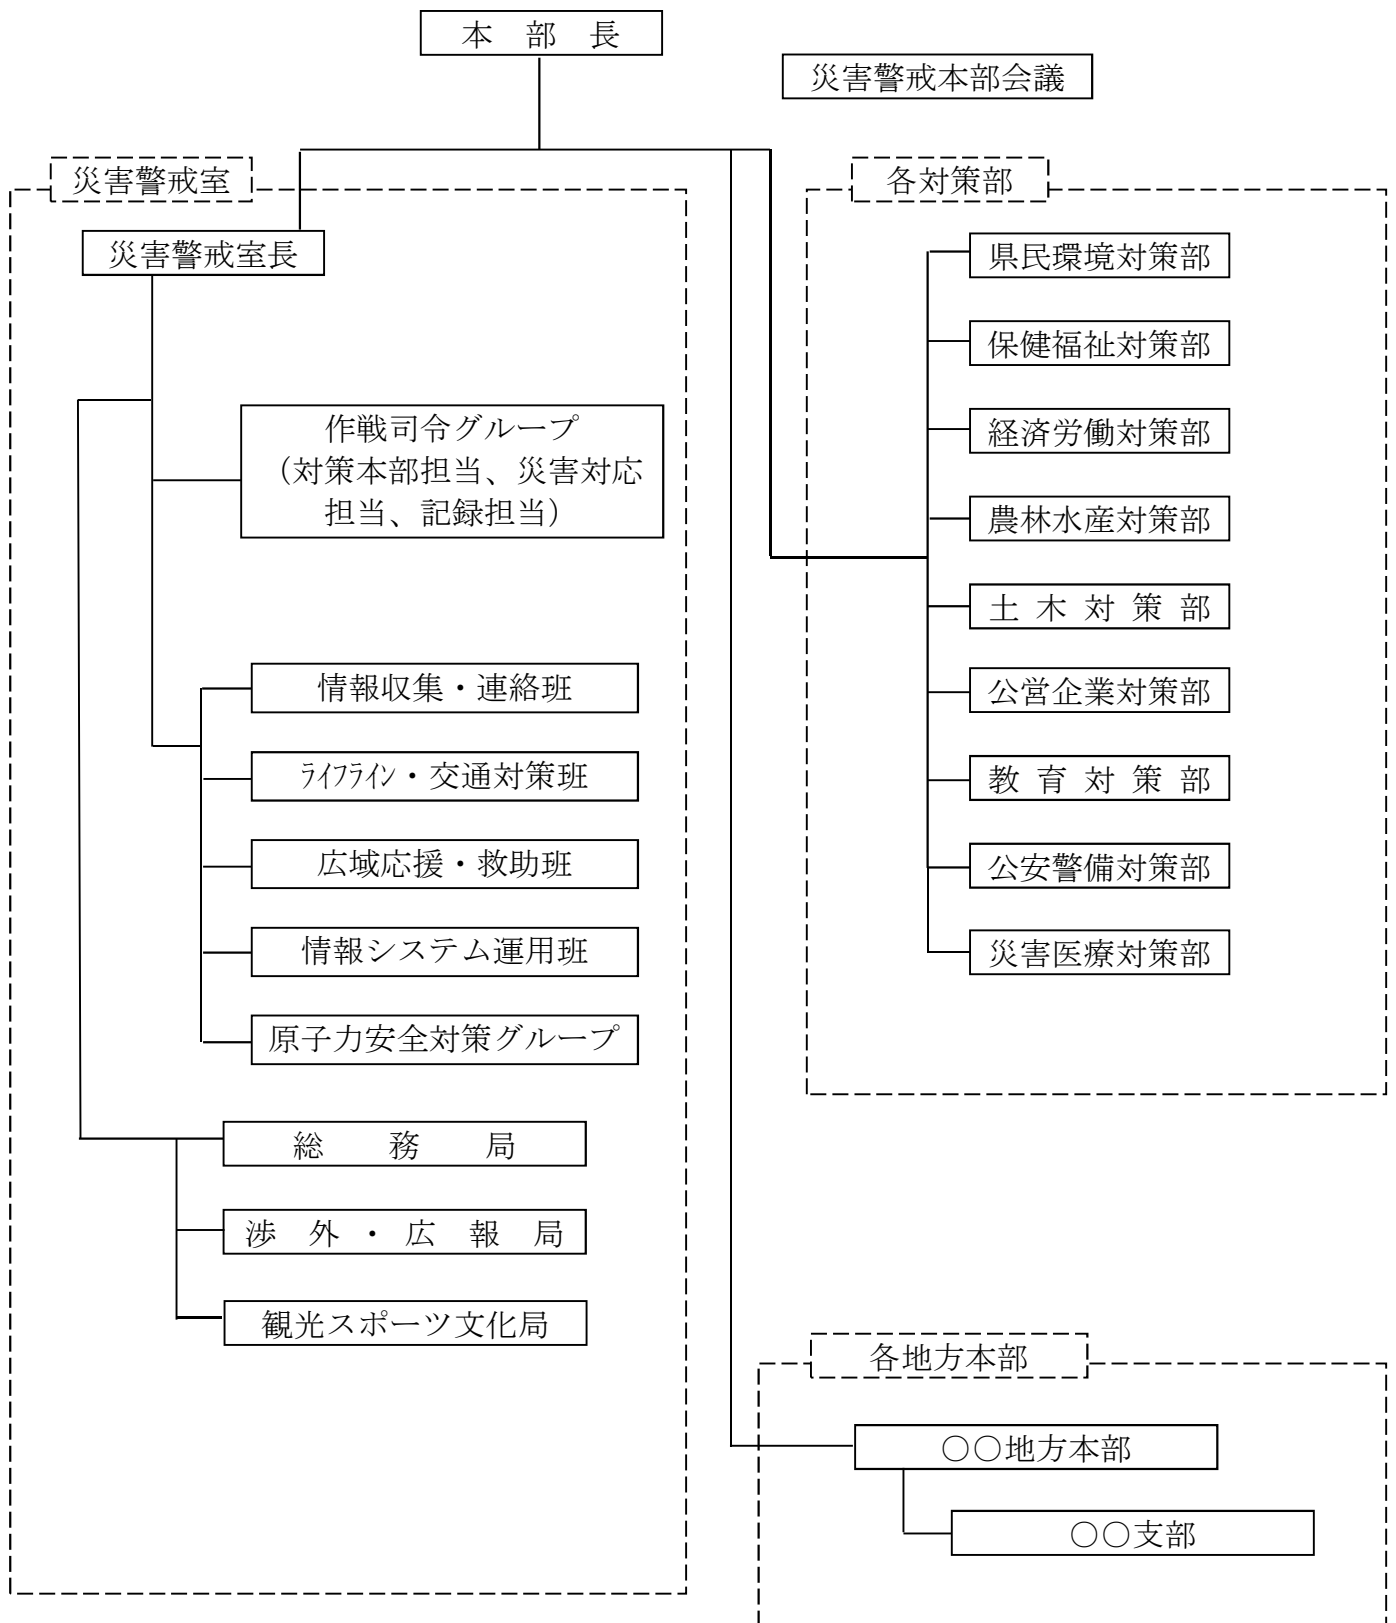 本部長
災害警戒本部会議
災害警戒室
災害警戒室長
作戦司令グループ
（対策本部担当、災害対応
担当、記録担当）
情報収集・連絡班
ﾗｲﾌﾗｲﾝ・交通対策班
広域応援・救助班
情報システム運用班
原子力安全対策グループ
総務局
渉外・広報局
観光スポーツ文化局
各対策部
県民環境対策部
保健福祉対策部
経済労働対策部
農林水産対策部
土木対策部
公営企業対策部
教育対策部
公安警備対策部
災害医療対策部
各地方本部
○○地方本部
○○支部